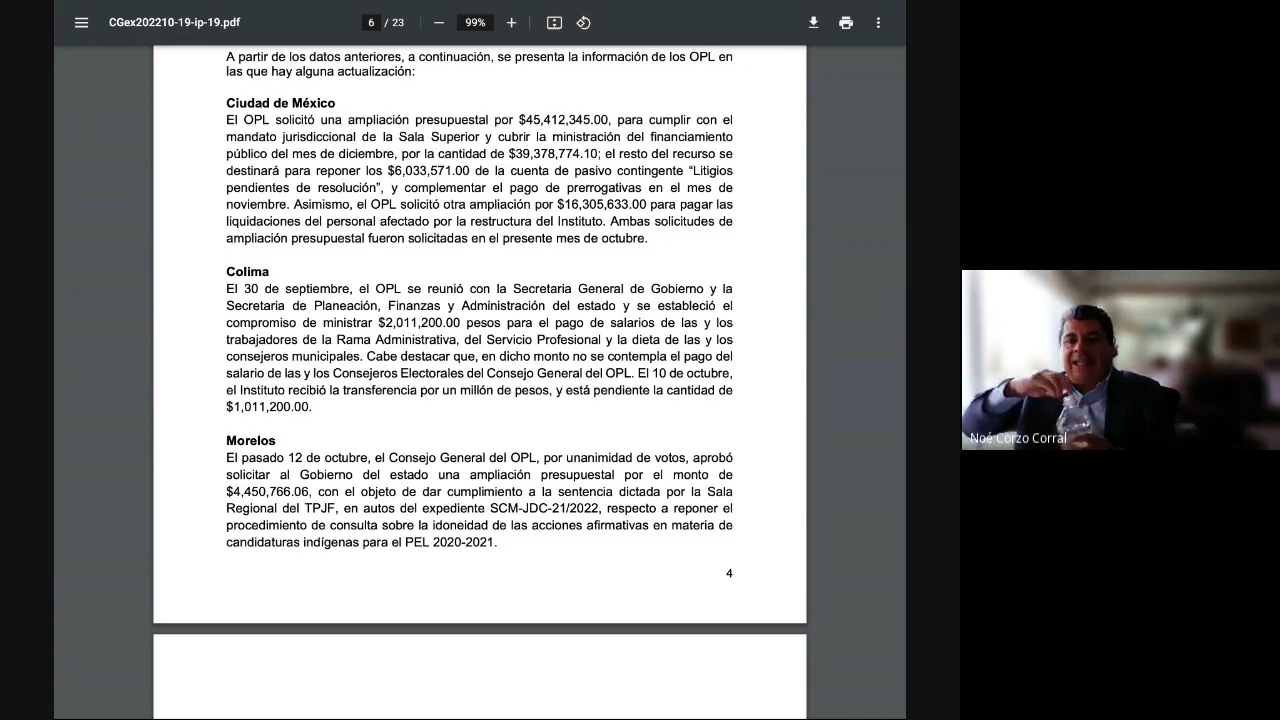 CGex202210-19-ip-19.pdf
6 / 23
99%
A partir de los datos anteriores, a continuación, se presenta la información de los OPL en
las que hay alguna actualización:
Ciudad de México
El OPL solicitó una ampliación presupuestal por $45,412,345.00, para cumplir con el
mandato jurisdiccional de la Sala Superior y cubrir la ministración del financiamiento
público del mes de diciembre, por la cantidad de $39,378,774.10; el resto del recurso se
destinará para reponer los $6,033,571.00 de la cuenta de pasivo contingente “Litigios
pendientes de resolución”, y complementar el pago de prerrogativas en el mes de
noviembre. Asimismo, el OPL solicitó otra ampliación por $16,305,633.00 para pagar las
liquidaciones del personal afectado por la restructura del Instituto. Ambas solicitudes de
ampliación presupuestal fueron solicitadas en el presente mes de octubre.
Colima
El 30 de septiembre, el OPL se reunió con la Secretaria General de Gobierno y la
Secretaria de Planeación, Finanzas y Administración del estado y se estableció el
compromiso de ministrar $2,011,200.00 pesos para el pago de salarios de las y los
trabajadores de la Rama Administrativa, del Servicio Profesional y la dieta de las y los
consejeros municipales. Cabe destacar que, en dicho monto no se contempla el pago del
salario de las y los Consejeros Electorales del Consejo General del OPL. El 10 de octubre,
el Instituto recibió la transferencia por un millón de pesos, y está pendiente la cantidad de
$1,011,200.00.
Morelos
El pasado 12 de octubre, el Consejo General del OPL, por unanimidad de votos, aprobó
solicitar al Gobierno del estado una ampliación presupuestal por el monto de
$4,450,766.06, con el objeto de dar cumplimiento a la sentencia dictada por la Sala
Regional del TPJF, en autos del expediente SCM-JDC-21/2022, respecto a reponer el
procedimiento de consulta sobre la idoneidad de las acciones afirmativas en materia de
candidaturas indígenas para el PEL 2020-2021.
4
Noé Corzo Corral